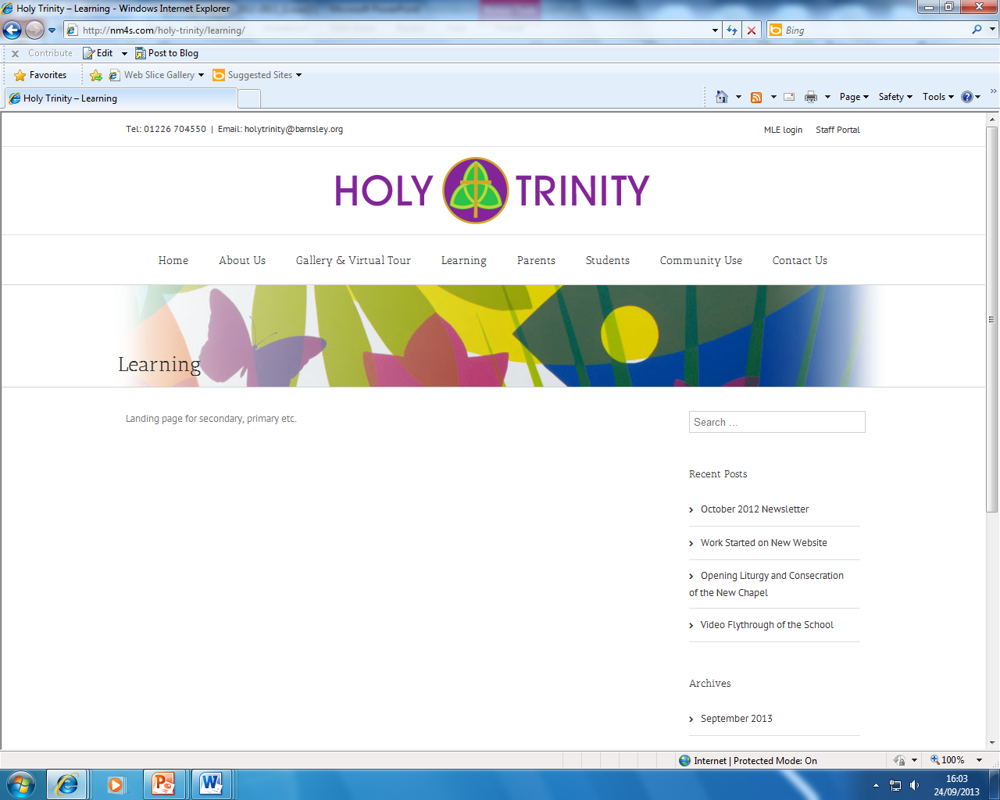 Holy Trinity – Learning - Windows Internet Explorer
http://nm4s.com/holy-trinity/learning/
Bing
x Contribute Edit Post to Blog
Favorites Web Slice Gallery Suggested Sites
Holy Trinity – Learning
Page Safety Tools
Tel: 01226 704550 | Email: holytrinity@barnsley.org
MLE login Staff Portal
HOLY TRINITY
Home About Us Gallery & Virtual Tour Learning Parents Students Community Use Contact Us
Learning
Landing page for secondary, primary etc.
Search ...
Recent Posts
October 2012 Newsletter
Work Started on New Website
Opening Liturgy and Consecration
of the New Chapel
Video Flythrough of the School
Archives
September 2013
Internet | Protected Mode: On
100%
16:03
24/09/2013